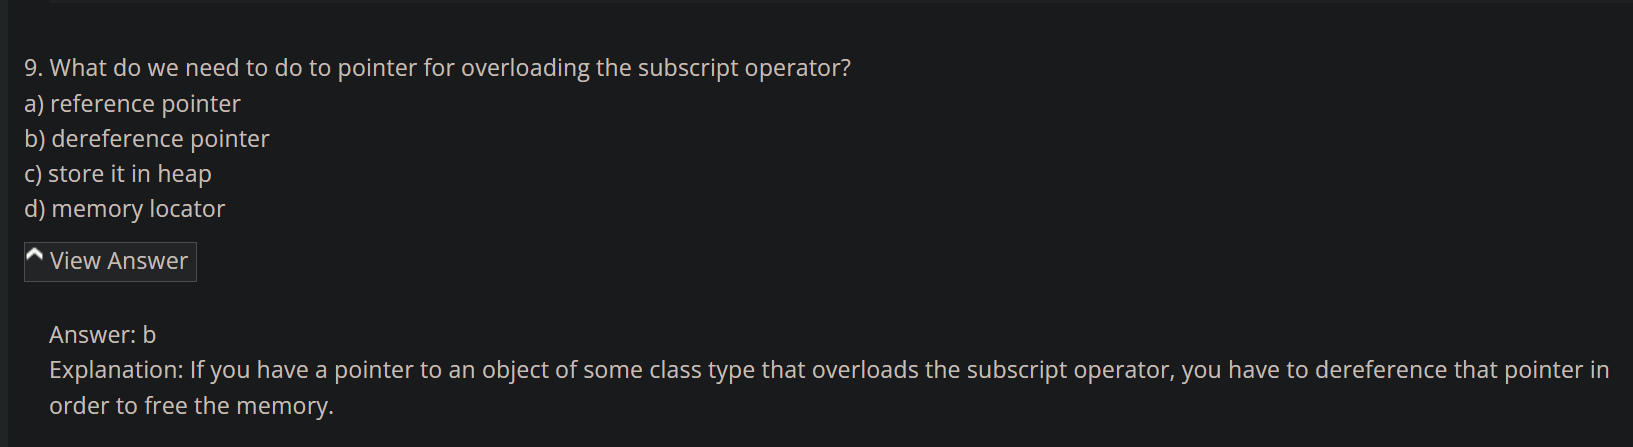 9. What do we need to do to pointer for overloading the subscript operator?
a) reference pointer
b) dereference pointer
c) store it in heap
d) memory locator
View Answer
Answer: b
Explanation: If you have a pointer to an object of some class type that overloads the subscript operator, you have to dereference that pointer in
order to free the memory.